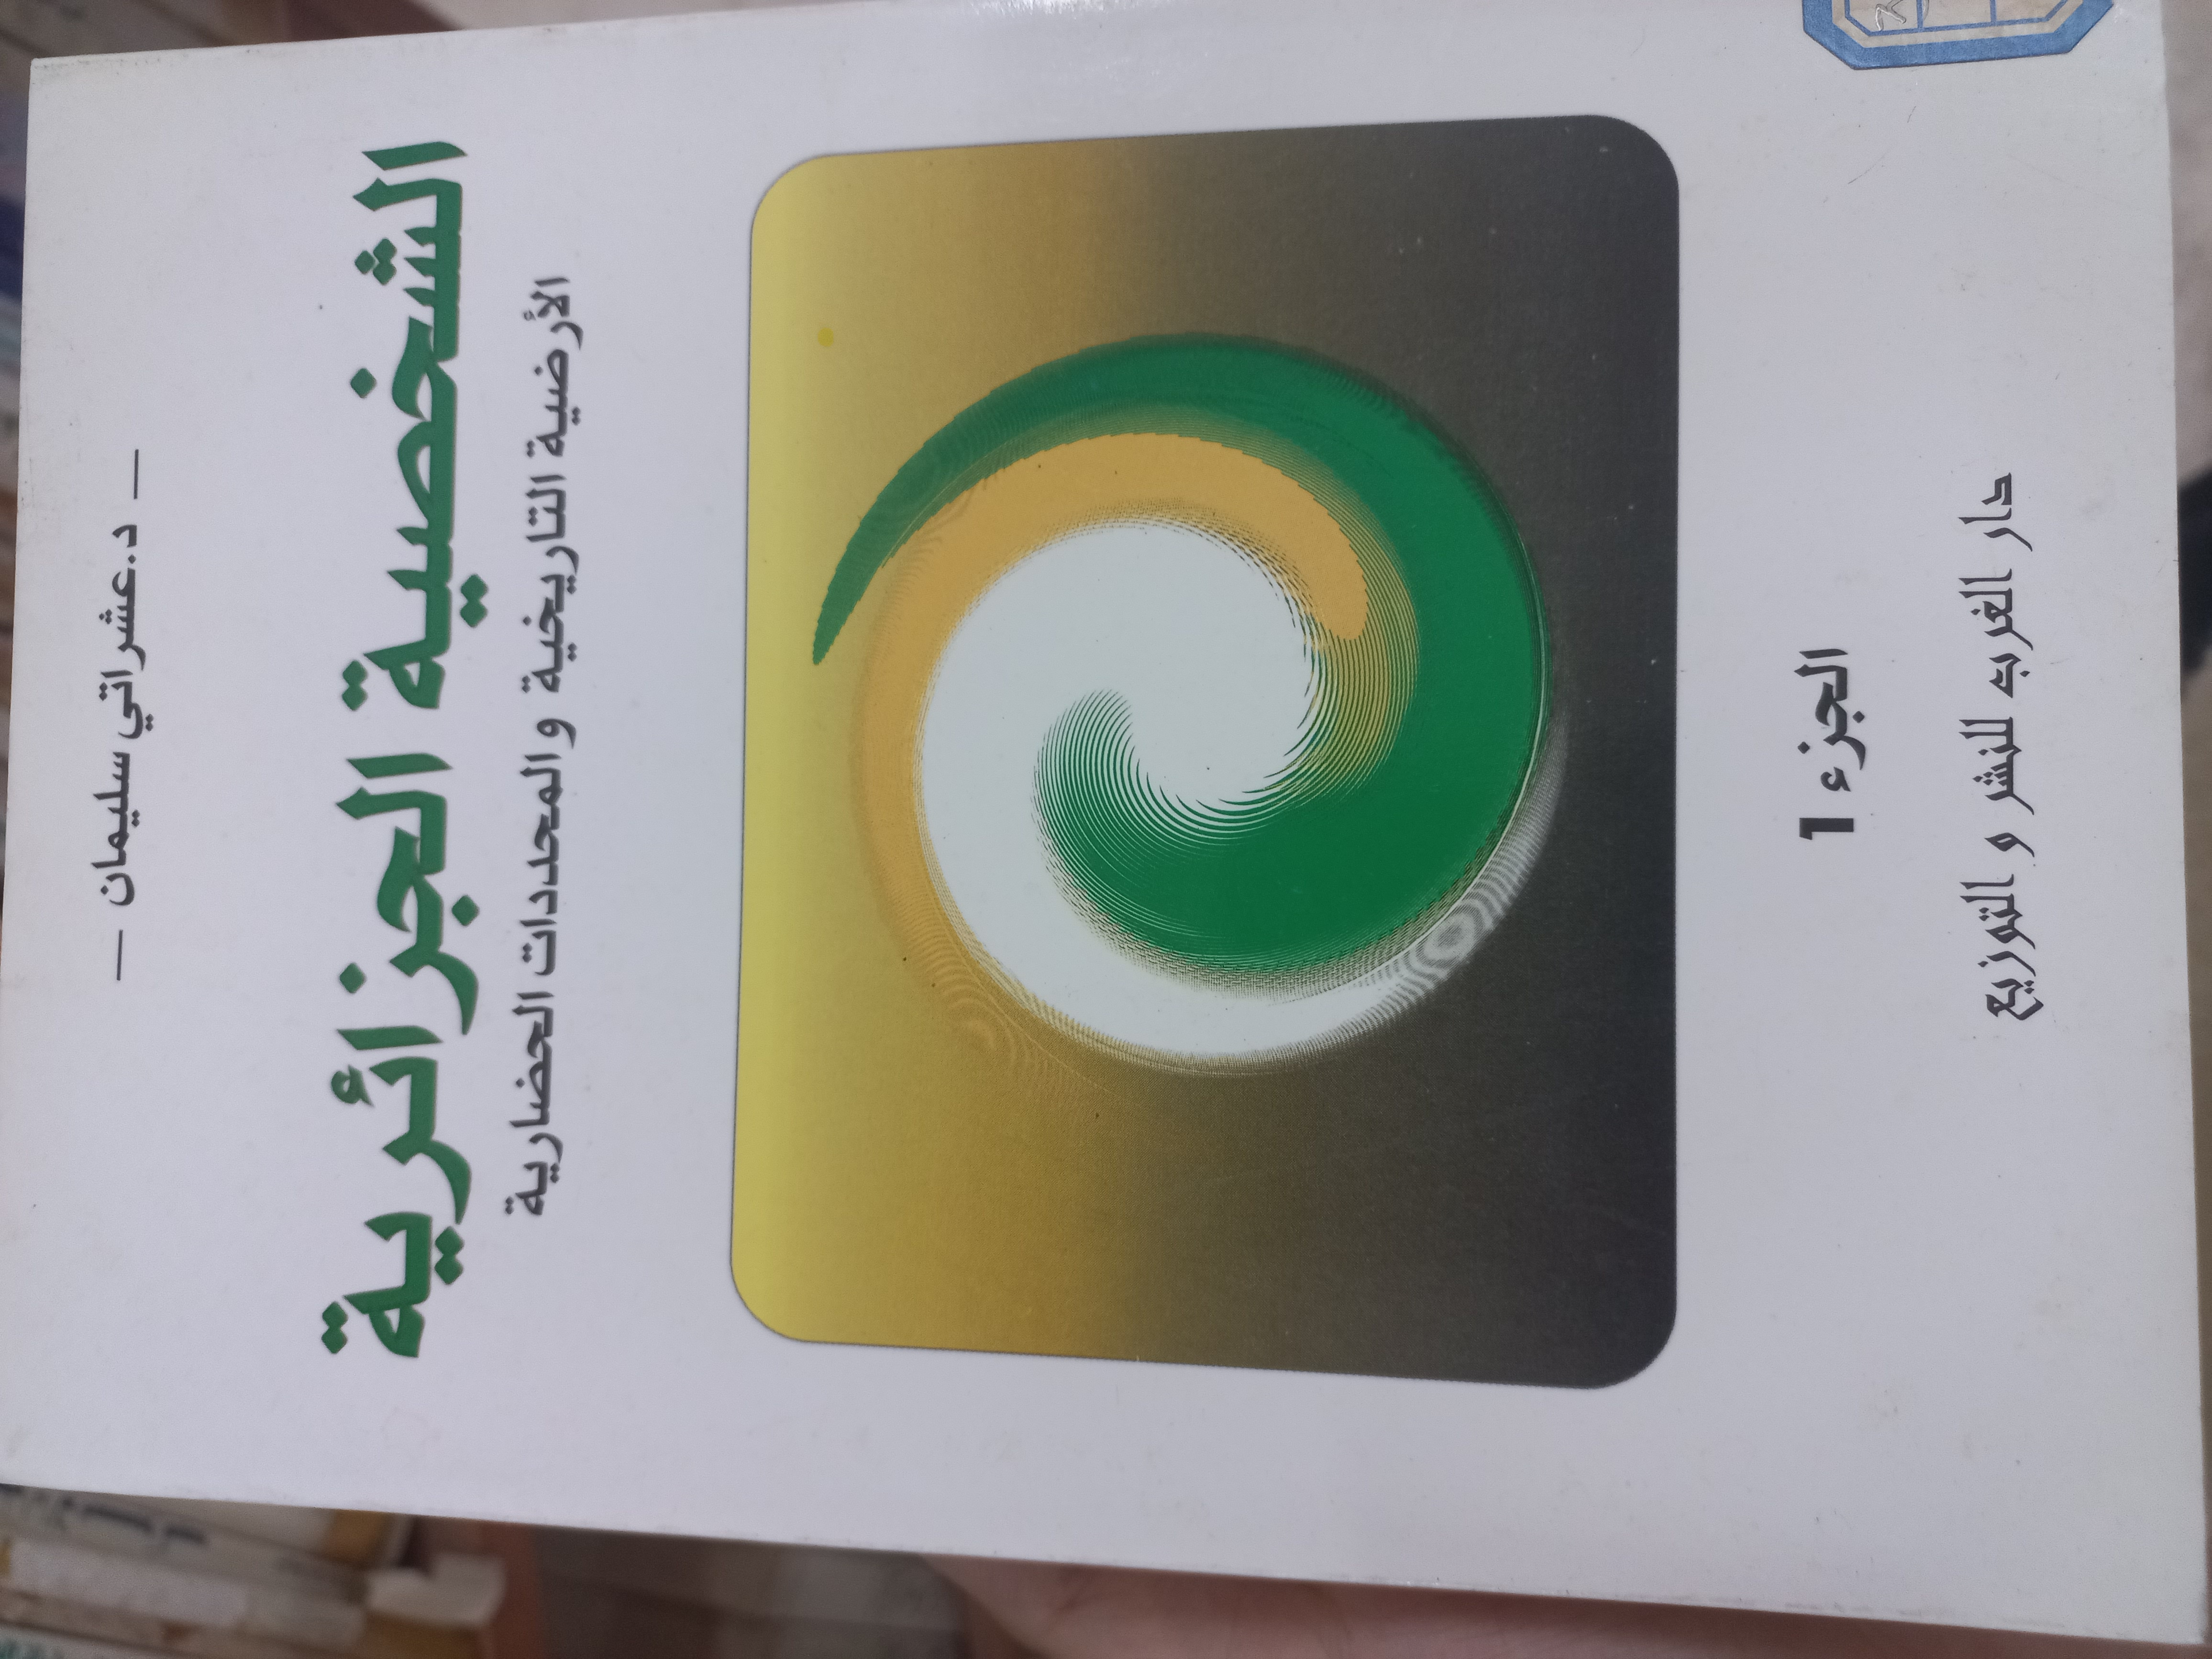 — د.عشراتي سليمان —
الشخصية الجزائرية
الأرضية التاريخية والمحددات الحضارية
الجزء 1
دار الغرب للنشر و التوزيع